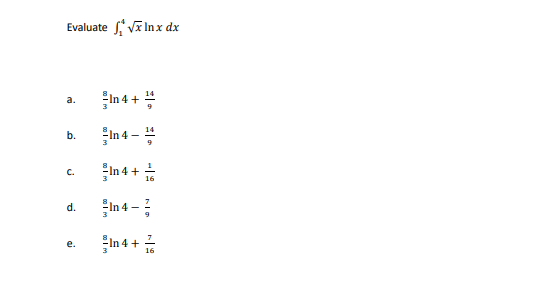 Evaluate ∫₁⁴ √x ln x dx
a. 8/3 ln 4 + 14/9
b. 8/3 ln 4 − 14/9
c. 8/3 ln 4 + 1/16
d. 8/3 ln 4 − 7/9
e. 8/3 ln 4 + 7/16